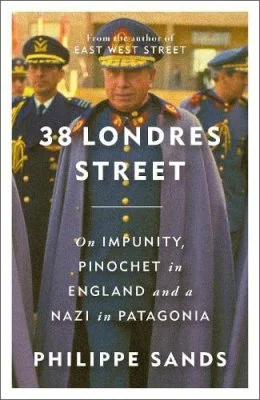 From the author of
EAST WEST STREET
38 LONDRES
STREET
On IMPUNITY,
PINOCHET in
ENGLAND and a
NAZI in PATAGONIA
PHILIPPE SANDS